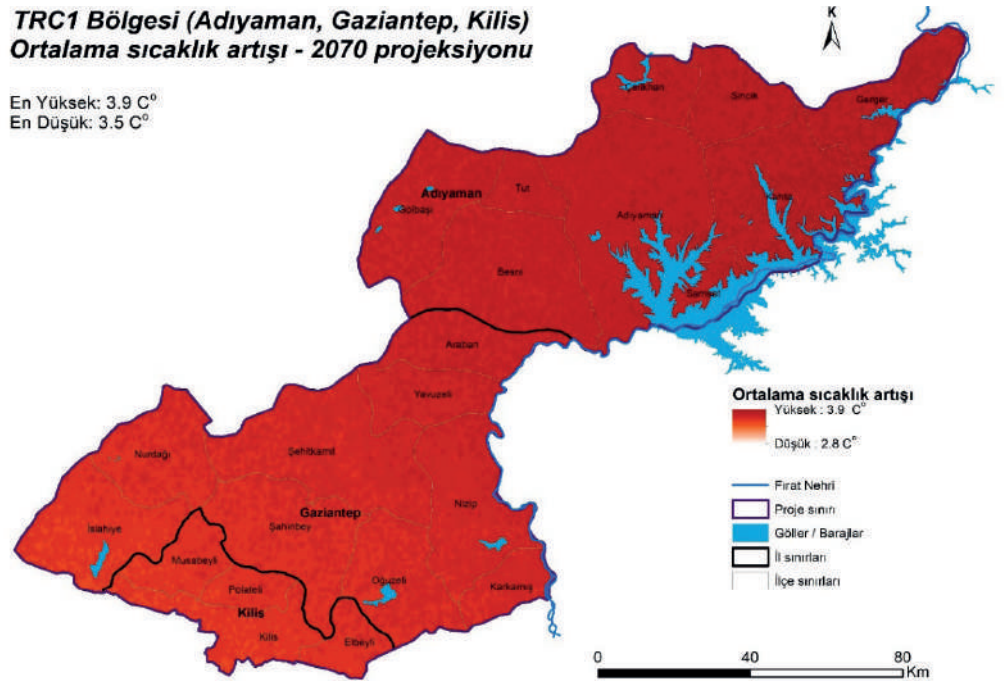 TRC1 Bölgesi (Adıyaman, Gaziantep, Kilis)
Ortalama sıcaklık artışı - 2070 projeksiyonu
En Yüksek: 3.9 C°
En Düşük: 3.5 C°
K
Çelikhan
Sincik
Gerger
Adıyaman
Tut
Gölbaşı
Adıyaman
Kahta
Besni
Samsat
Araban
Yavuzeli
Nurdağı
Şehitkamil
Gaziantep
Nizip
Şahinbey
İslahiye
Musabeyli
Polateli
Oğuzeli
Karkamış
Kilis
Kilis
Elbeyli
Ortalama sıcaklık artışı
Yüksek : 3.9 C°
Düşük : 2.8 C°
Fırat Nehri
Proje sınırı
Göller / Barajlar
İl sınırları
İlçe sınırları
0 40 80
Km